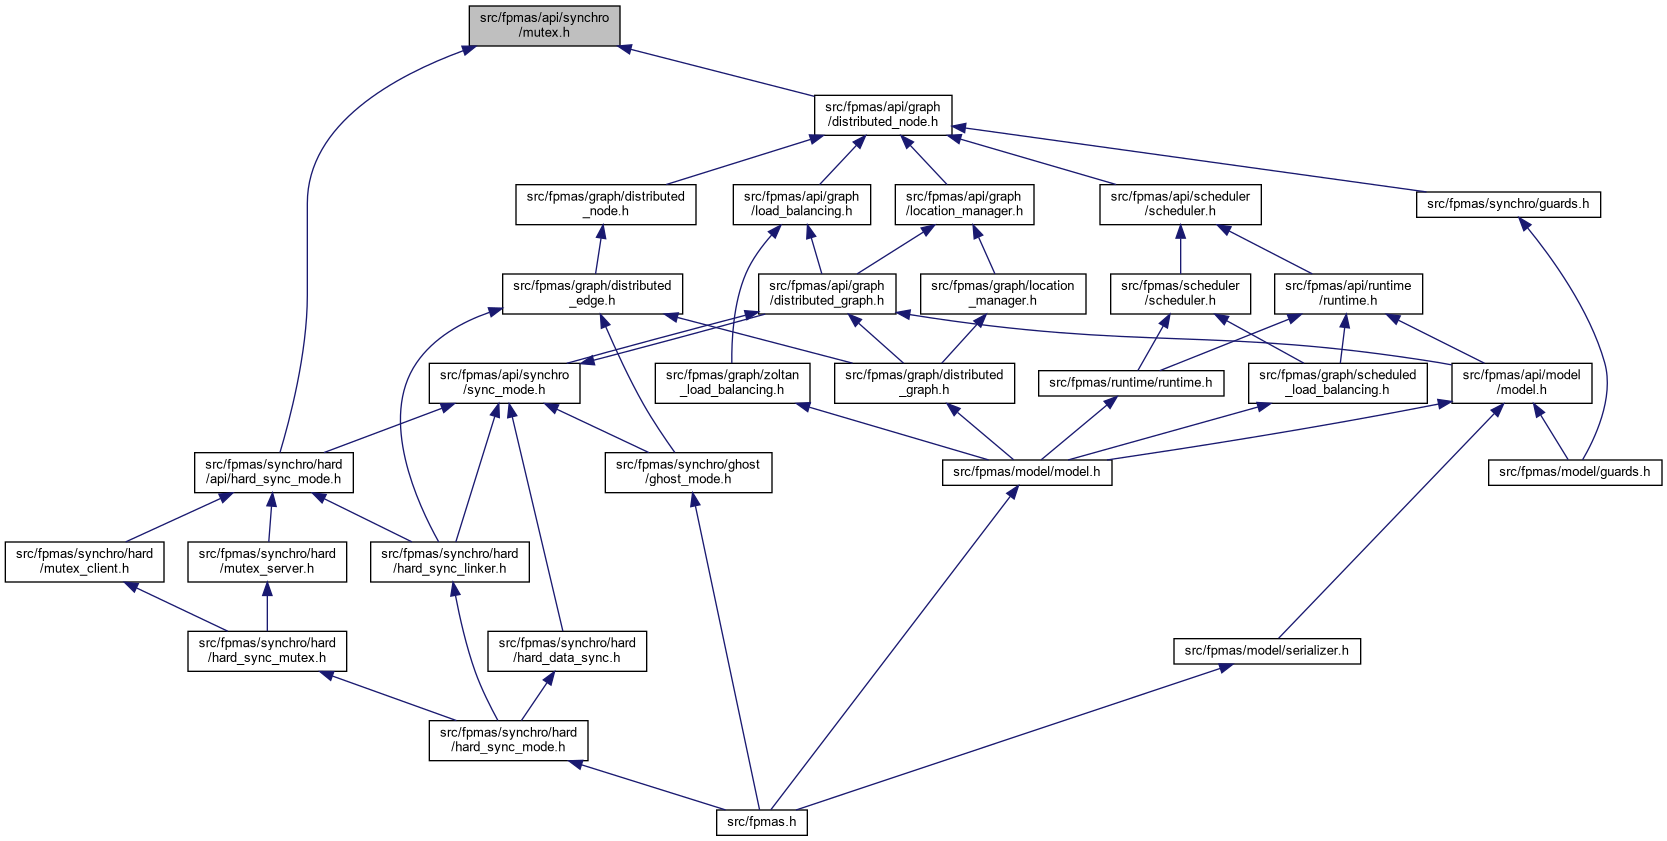 src/fpmas/api/synchro
/mutex.h
src/fpmas/api/graph
/distributed_node.h
src/fpmas/graph/distributed
_node.h
src/fpmas/api/graph
/load_balancing.h
src/fpmas/api/graph
/location_manager.h
src/fpmas/api/scheduler
/scheduler.h
src/fpmas/synchro/guards.h
src/fpmas/graph/distributed
_edge.h
src/fpmas/api/graph
/distributed_graph.h
src/fpmas/graph/location
_manager.h
src/fpmas/scheduler
/scheduler.h
src/fpmas/api/runtime
/runtime.h
src/fpmas/api/synchro
/sync_mode.h
src/fpmas/graph/zoltan
_load_balancing.h
src/fpmas/graph/distributed
_graph.h
src/fpmas/runtime/runtime.h
src/fpmas/graph/scheduled
_load_balancing.h
src/fpmas/api/model
/model.h
src/fpmas/synchro/hard
/api/hard_sync_mode.h
src/fpmas/synchro/ghost
/ghost_mode.h
src/fpmas/model/model.h
src/fpmas/model/guards.h
src/fpmas/synchro/hard
/mutex_client.h
src/fpmas/synchro/hard
/mutex_server.h
src/fpmas/synchro/hard
/hard_sync_linker.h
src/fpmas/synchro/hard
/hard_sync_mutex.h
src/fpmas/synchro/hard
/hard_data_sync.h
src/fpmas/model/serializer.h
src/fpmas/synchro/hard
/hard_sync_mode.h
src/fpmas.h